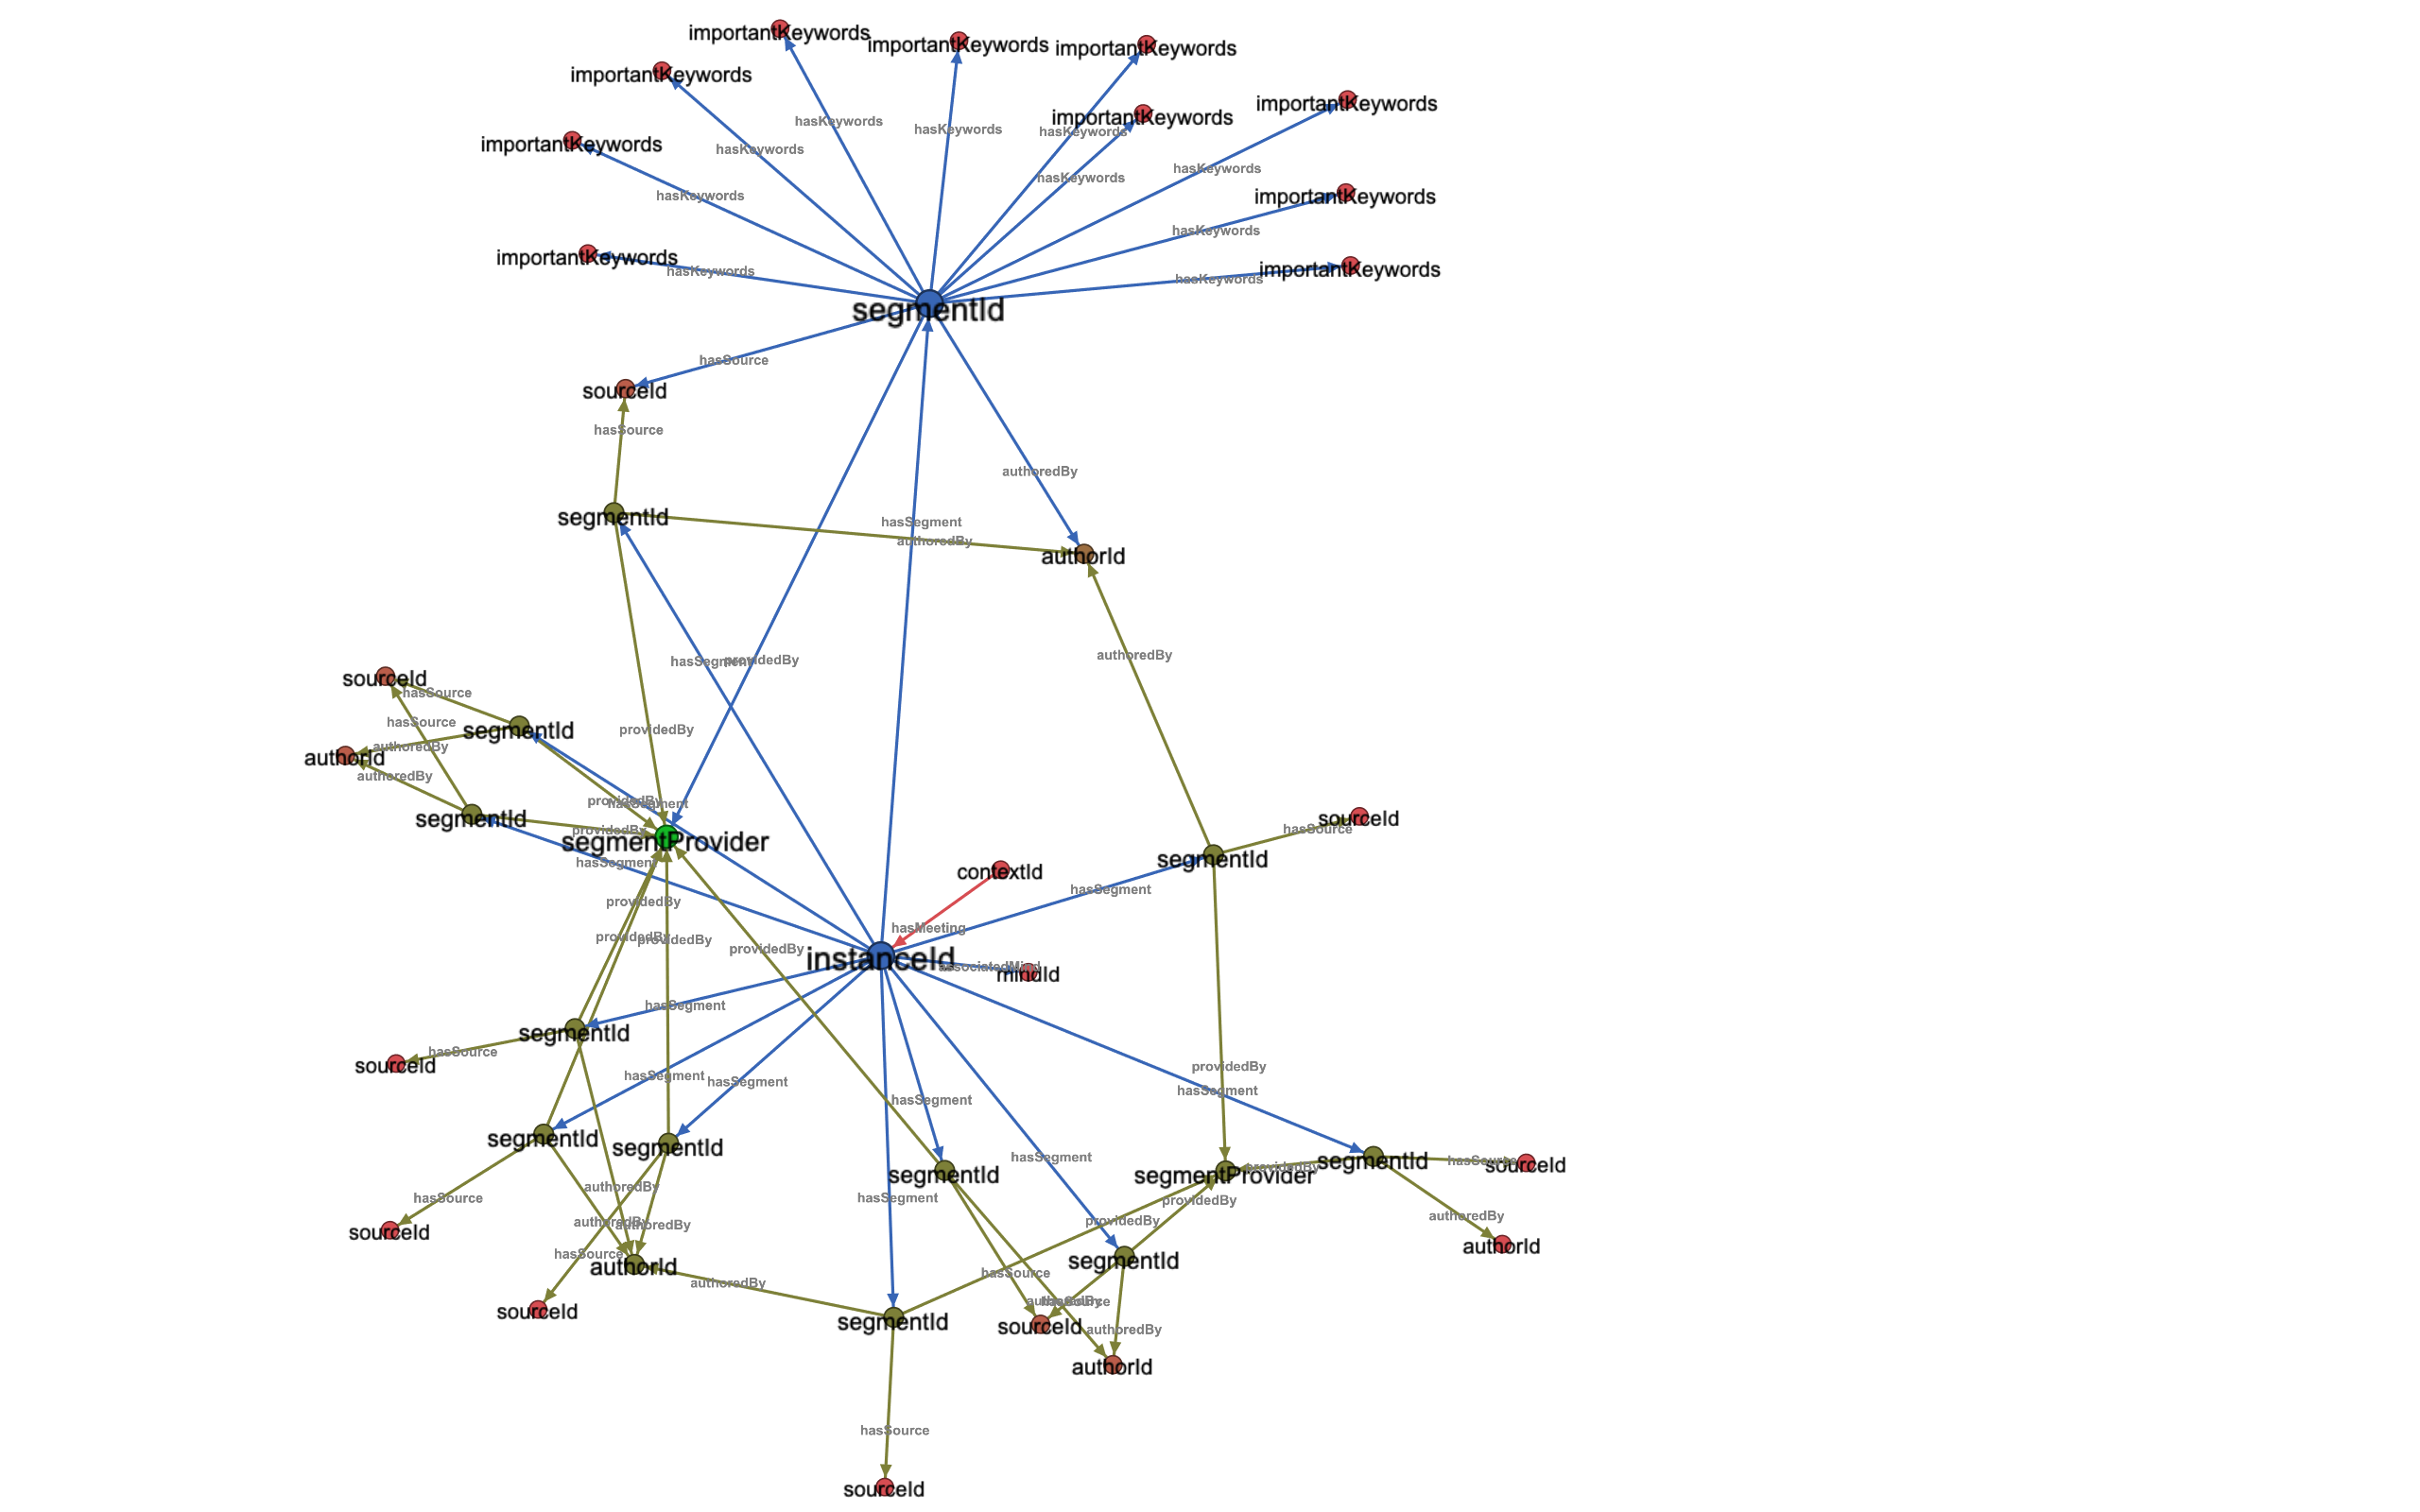 importantKeywords
importantKeywords
importantKeywords
importantKeywords
importantKeywords
importantKeywords
hasKeywords
hasKeywords
hasKeywords
importantKeywords
importantKeywords
hasKeywords
hasKeywords
hasKeywords
hasKeywords
importantKeywords
hasKeywords
importantKeywords
hasKeywords
importantKeywords
hasKeywords
segmentId
hasSource
sourceId
hasSource
authoredBy
segmentId
hasSegment
authoredBy
authorId
authoredBy
hasSegment
providedBy
sourceId
hasSource
hasSource
segmentId
providedBy
authoredBy
authorId
authoredBy
providedBy
hasSegment
segmentId
sourceId
hasSource
providedBy
segmentProvider
segmentId
hasSegment
contextId
hasSegment
providedBy
hasMeeting
providedBy
providedBy
providedBy
instanceId
associatedMind
mindId
hasSegment
segmentId
hasSource
sourceId
providedBy
hasSegment
hasSegment
hasSegment
hasSegment
segmentId
segmentId
hasSegment
segmentId
segmentProvider
providedBy
segmentId
hasSource
sourceId
authoredBy
hasSource
hasSegment
providedBy
authoredBy
authoredBy
authoredBy
providedBy
sourceId
authorId
hasSource
segmentId
authorId
hasSource
authoredBy
authoredBy
hasSource
sourceId
segmentId
sourceId
authoredBy
authorId
hasSource
sourceId